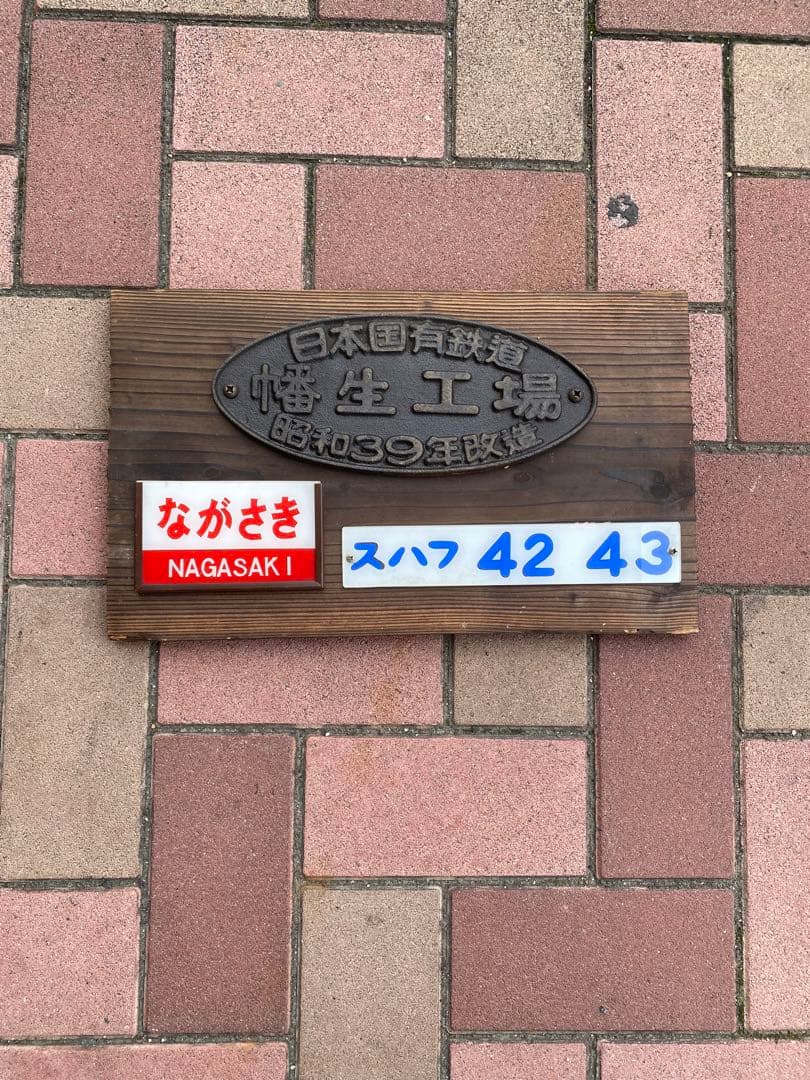 日本国有鉄道
幡生工場
昭和39年改造
ながさき
NAGASAKI
スハフ 42 43